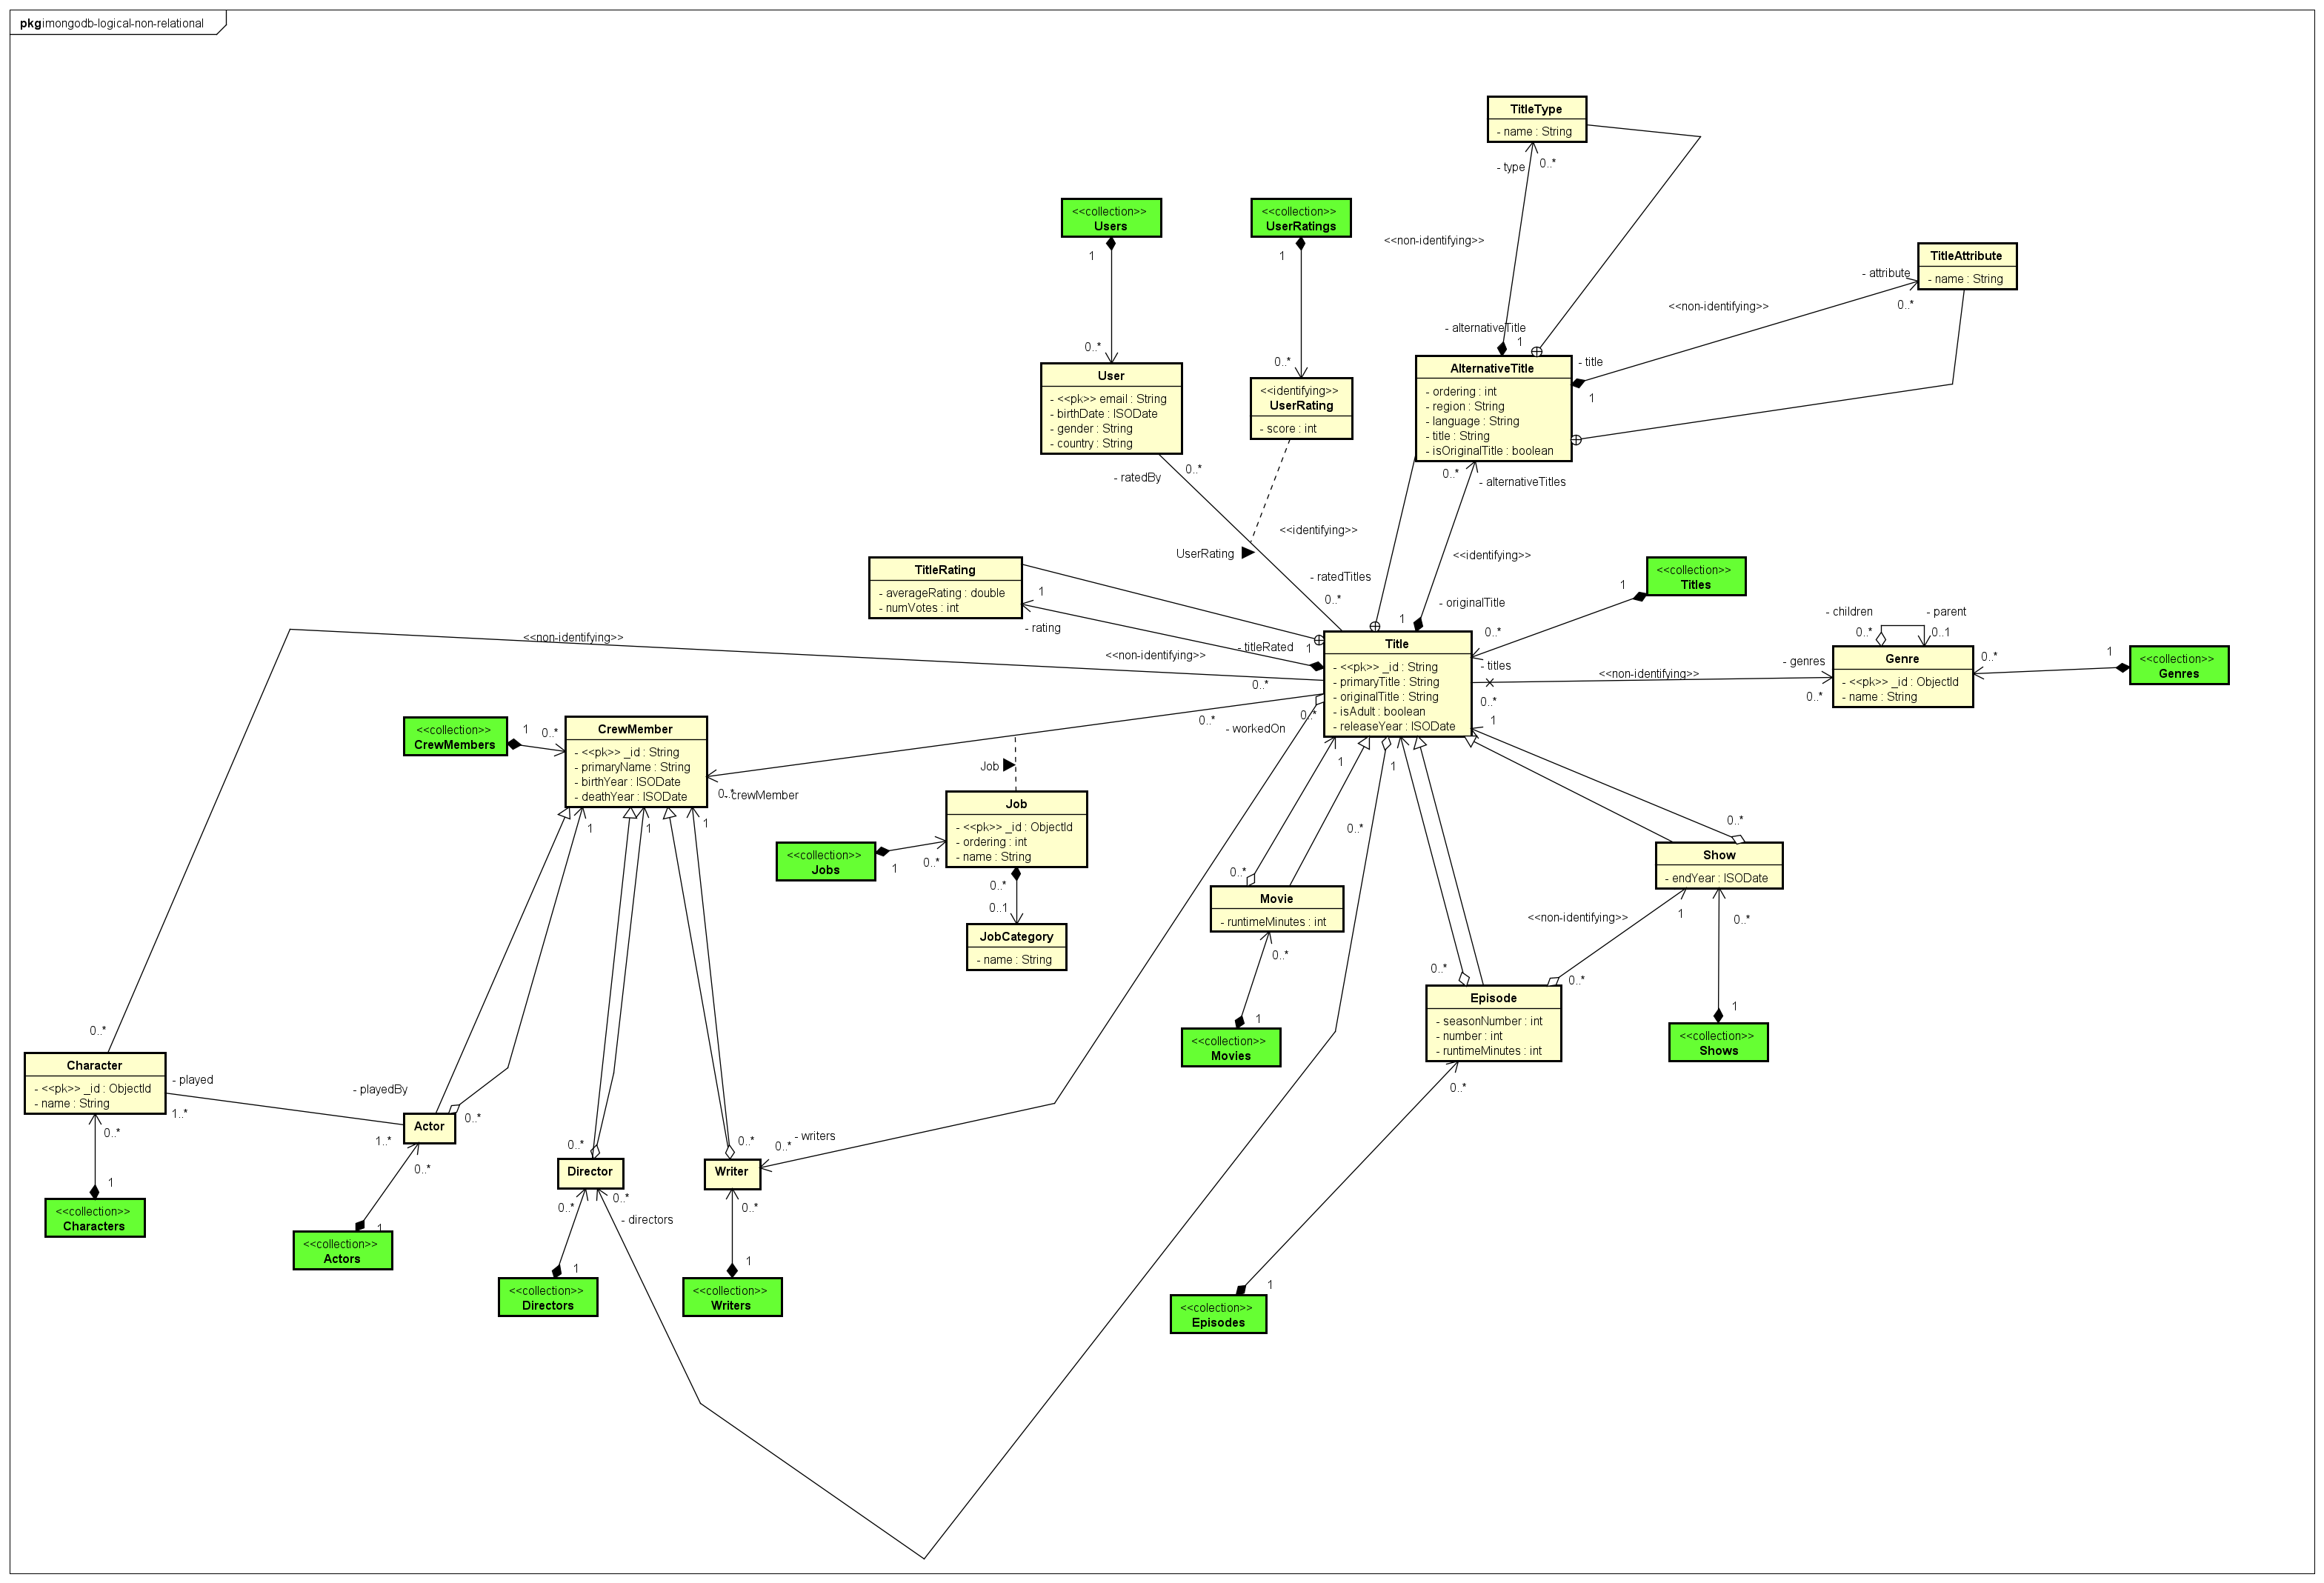 pkg imongodb-logical-non-relational
TitleType
- name : String
0..*
- type
<<collection>>
Users
1
<<collection>>
UserRatings
1
<<non-identifying>>
TitleAttribute
- name : String
- attribute
0..*
<<non-identifying>>
- alternativeTitle
1
0..*
0..*
- title
1
User
- <<pk>> email : String
- birthDate : ISODate
- gender : String
- country : String
<<identifying>>
UserRating
- score : int
AlternativeTitle
- ordering : int
- region : String
- language : String
- title : String
- isOriginalTitle : boolean
0..*
- ratedBy
0..*
- alternativeTitles
<<identifying>>
UserRating
<<identifying>>
- ratedTitles
0..*
TitleRating
- averageRating : double
- numVotes : int
1
- rating
- titleRated
1
1
- originalTitle
<<collection>>
Titles
1
0..*
- children
0..*
- parent
0..1
Title
- <<pk>> _id : String
- primaryTitle : String
- originalTitle : String
- isAdult : boolean
- releaseYear : ISODate
- titles
0..*
<<non-identifying>>
- genres
0..*
Genre
- <<pk>> _id : ObjectId
- name : String
0..*
1
<<collection>>
Genres
<<non-identifying>>
<<non-identifying>>
0..*
0..*
0..*
- workedOn
1
<<collection>>
CrewMembers
1
0..*
CrewMember
- <<pk>> _id : String
- primaryName : String
- birthYear : ISODate
- deathYear : ISODate
0..*
- crewMember
Job
Job
- <<pk>> _id : ObjectId
- ordering : int
- name : String
<<collection>>
Jobs
1
0..*
0..*
0..1
JobCategory
- name : String
1
1
1
1
1
0..*
0..*
0..*
Show
- endYear : ISODate
Movie
- runtimeMinutes : int
0..*
<<non-identifying>>
1
0..*
0..*
0..*
Episode
- seasonNumber : int
- number : int
- runtimeMinutes : int
1
<<collection>>
Movies
1
<<collection>>
Shows
0..*
0..*
Character
- <<pk>> _id : ObjectId
- name : String
- played
1..*
- playedBy
1..*
Actor
0..*
0..*
0..*
0..*
0..*
- writers
0..*
Director
Writer
1
<<collection>>
Characters
1
<<collection>>
Actors
0..*
0..*
- directors
0..*
1
<<collection>>
Directors
1
<<collection>>
Writers
1
<<colection>>
Episodes